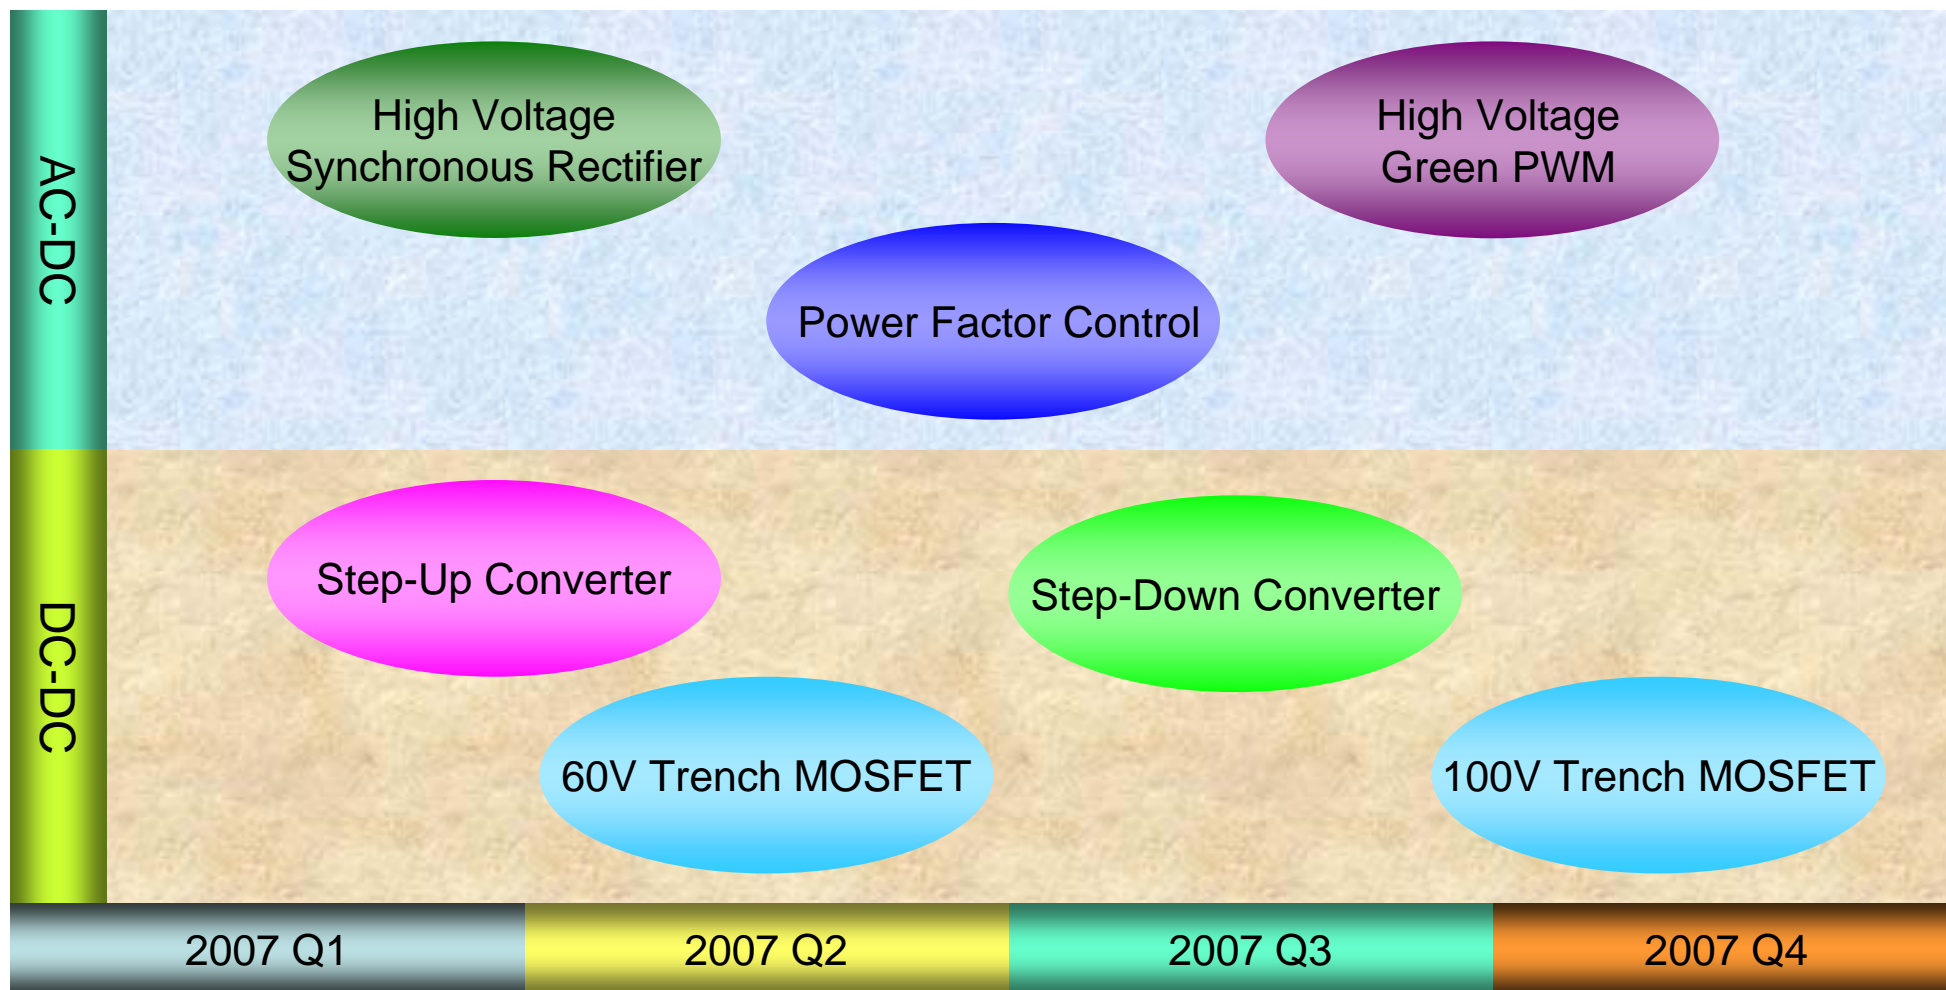 AC-DC
High Voltage
Synchronous Rectifier
High Voltage
Green PWM
Power Factor Control
DC-DC
Step-Up Converter
Step-Down Converter
60V Trench MOSFET
100V Trench MOSFET
2007 Q1
2007 Q2
2007 Q3
2007 Q4